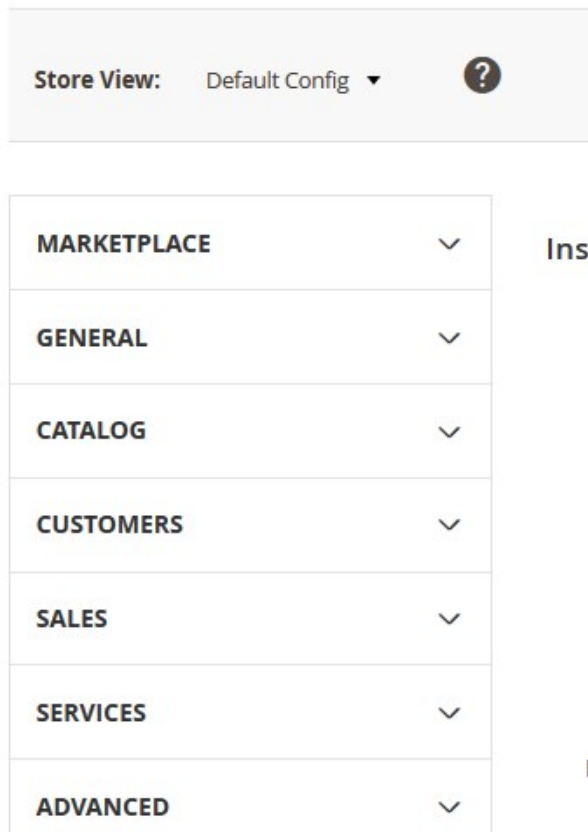 Store View: Default Config
MARKETPLACE
Ins
GENERAL
CATALOG
CUSTOMERS
SALES
SERVICES
ADVANCED